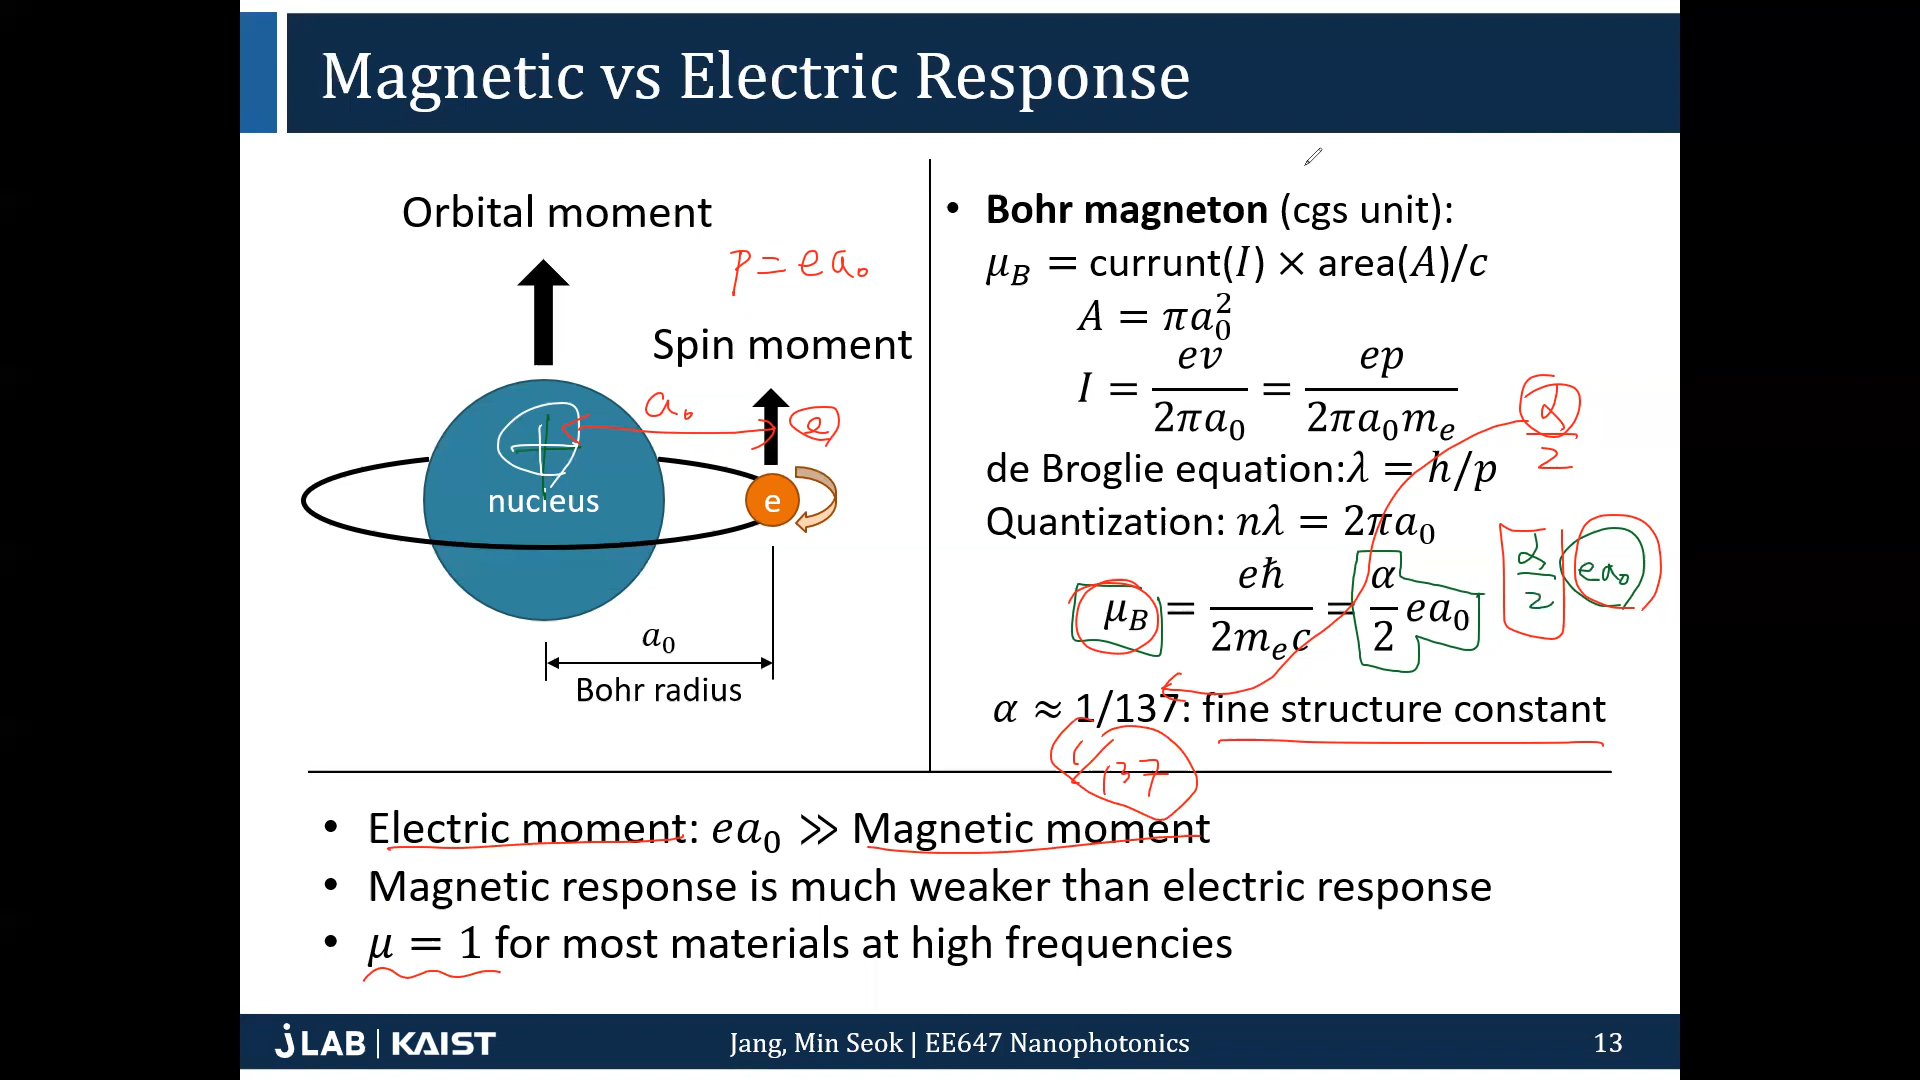 Magnetic vs Electric Response
Orbital moment
p = ea₀
Spin moment
a₀
e
nucleus
e
a₀
Bohr radius
• Bohr magneton (cgs unit):
μ_B = currunt(I) × area(A)/c
A = πa₀²
I = ev/2πa₀ = ep/2πa₀mₑ
α/2
de Broglie equation:λ = h/p
Quantization: nλ = 2πa₀
μ_B = eħ/2mₑc = α/2 ea₀
α/2 ea₀
α ≈ 1/137: fine structure constant
1/137
• Electric moment: ea₀ ≫ Magnetic moment
• Magnetic response is much weaker than electric response
• μ = 1 for most materials at high frequencies
jLAB | KAIST
Jang, Min Seok | EE647 Nanophotonics
13